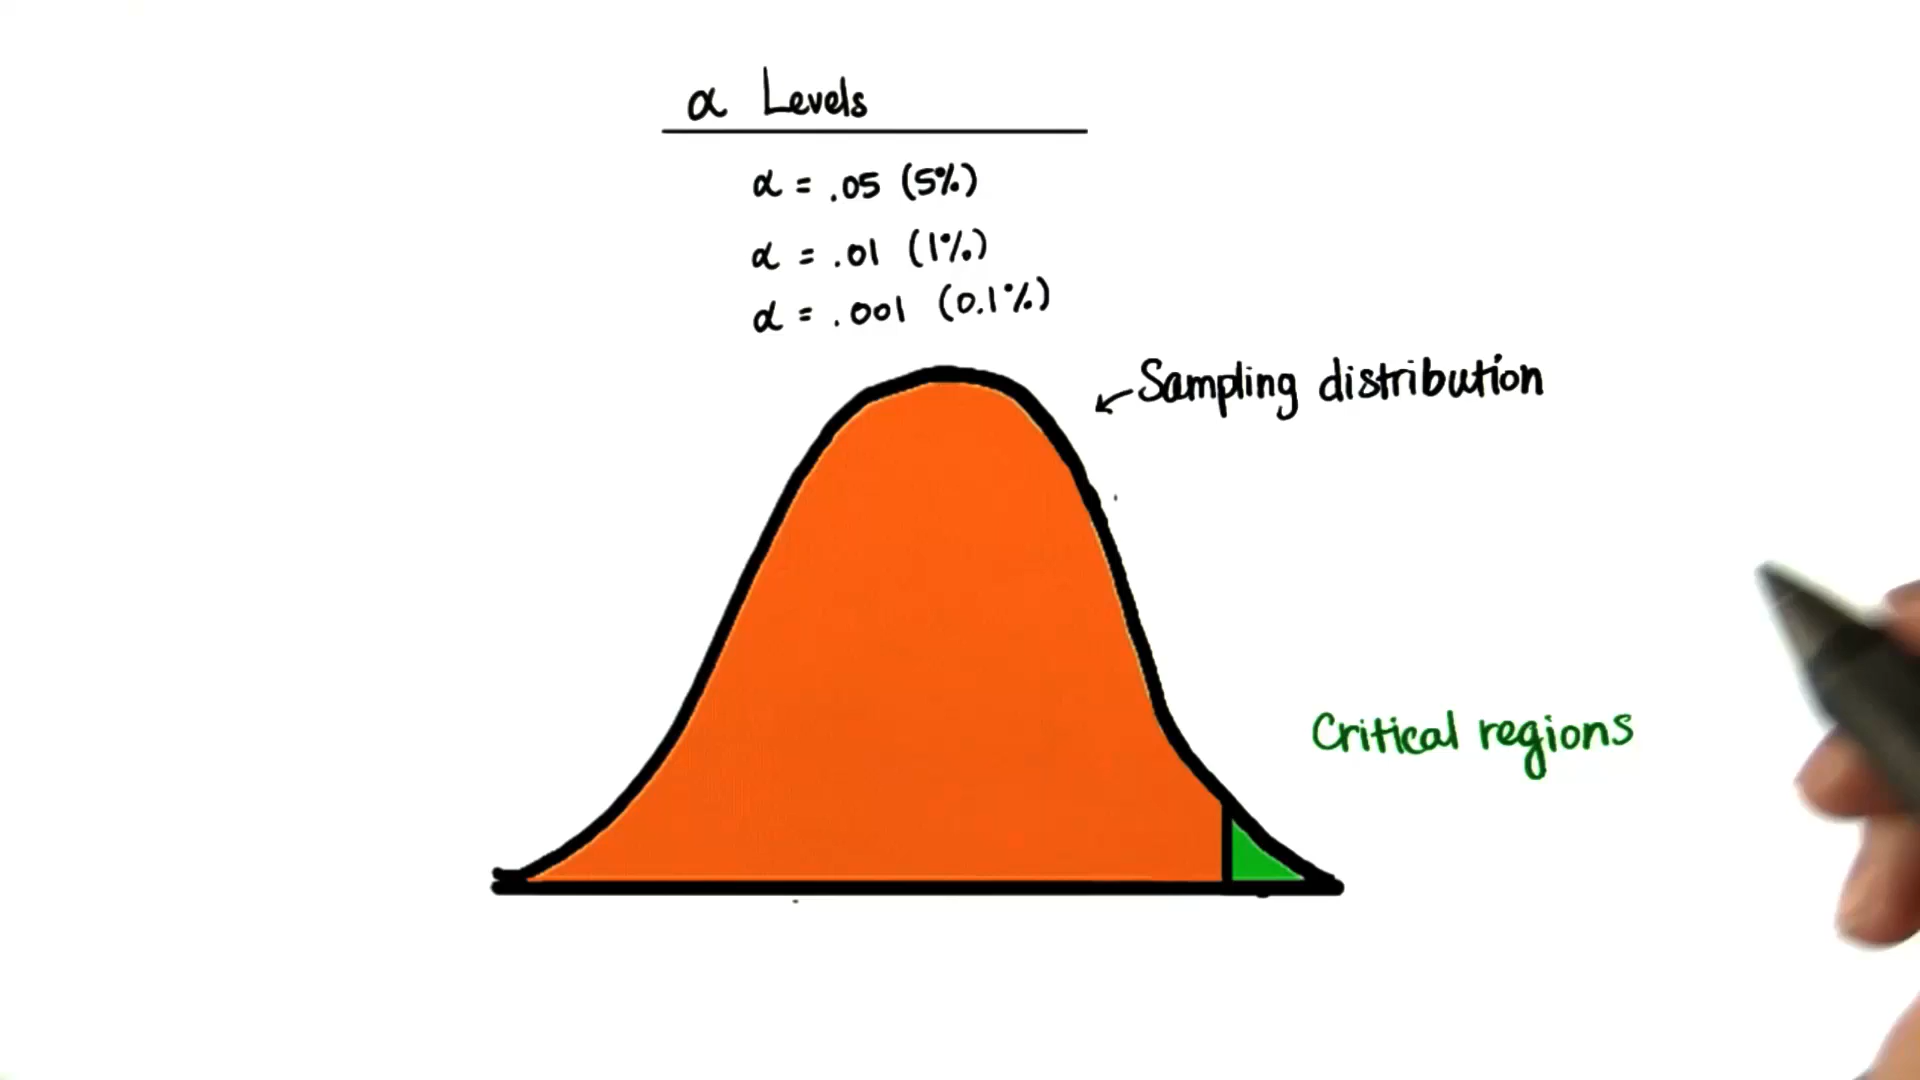 α Levels
α = .05 (5%)
α = .01 (1%)
α = .001 (0.1%)
Sampling distribution
Critical regions